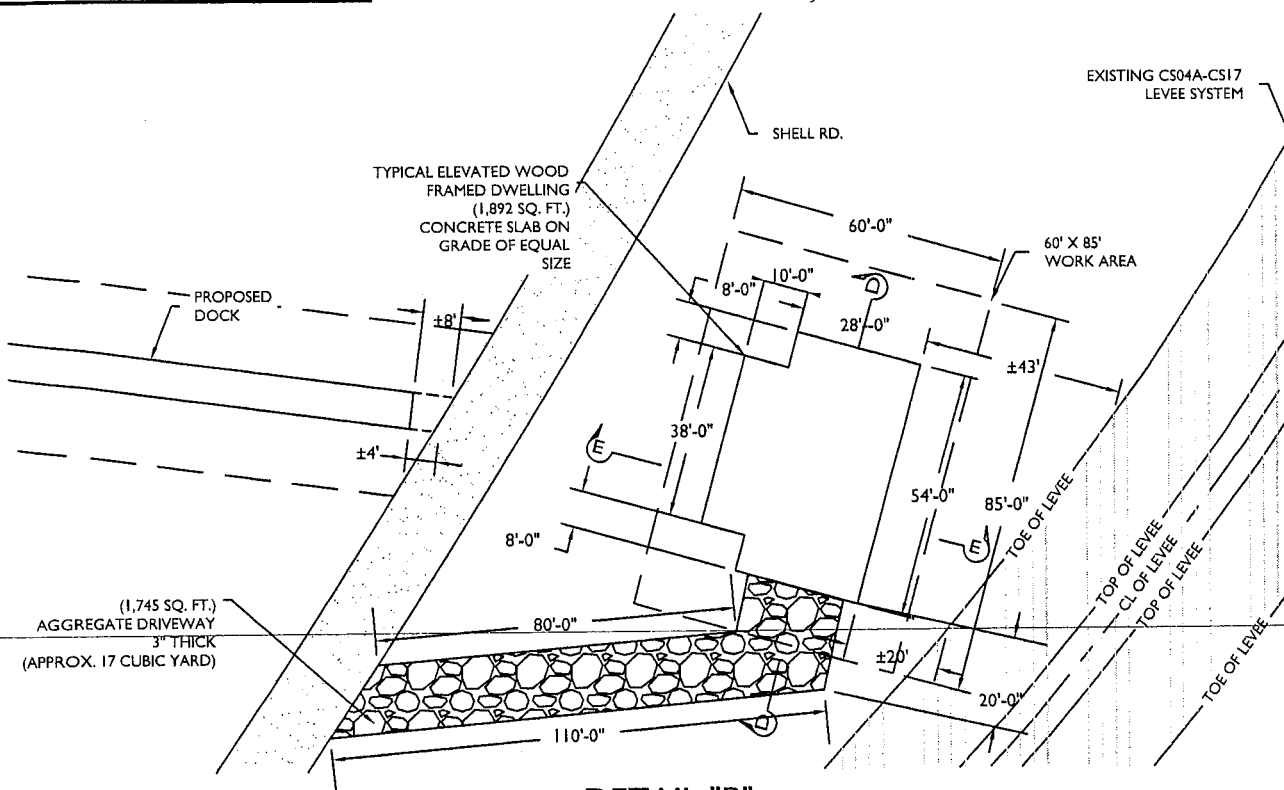 EXISTING CS04A-CS17
LEVEE SYSTEM
SHELL RD.
TYPICAL ELEVATED WOOD
FRAMED DWELLING
(1,892 SQ. FT.)
CONCRETE SLAB ON
GRADE OF EQUAL
SIZE
60'-0"
60' X 85'
WORK AREA
10'-0"
8'-0"
D
28'-0"
PROPOSED
DOCK
±8'
±43'
38'-0"
E
±4'
54'-0"
85'-0"
E
8'-0"
TOE OF LEVEE
TOP OF LEVEE
CL OF LEVEE
TOP OF LEVEE
TOE OF LEVEE
(1,745 SQ. FT.)
AGGREGATE DRIVEWAY
3" THICK
(APPROX. 17 CUBIC YARD)
80'-0"
±20'
20'-0"
D
110'-0"